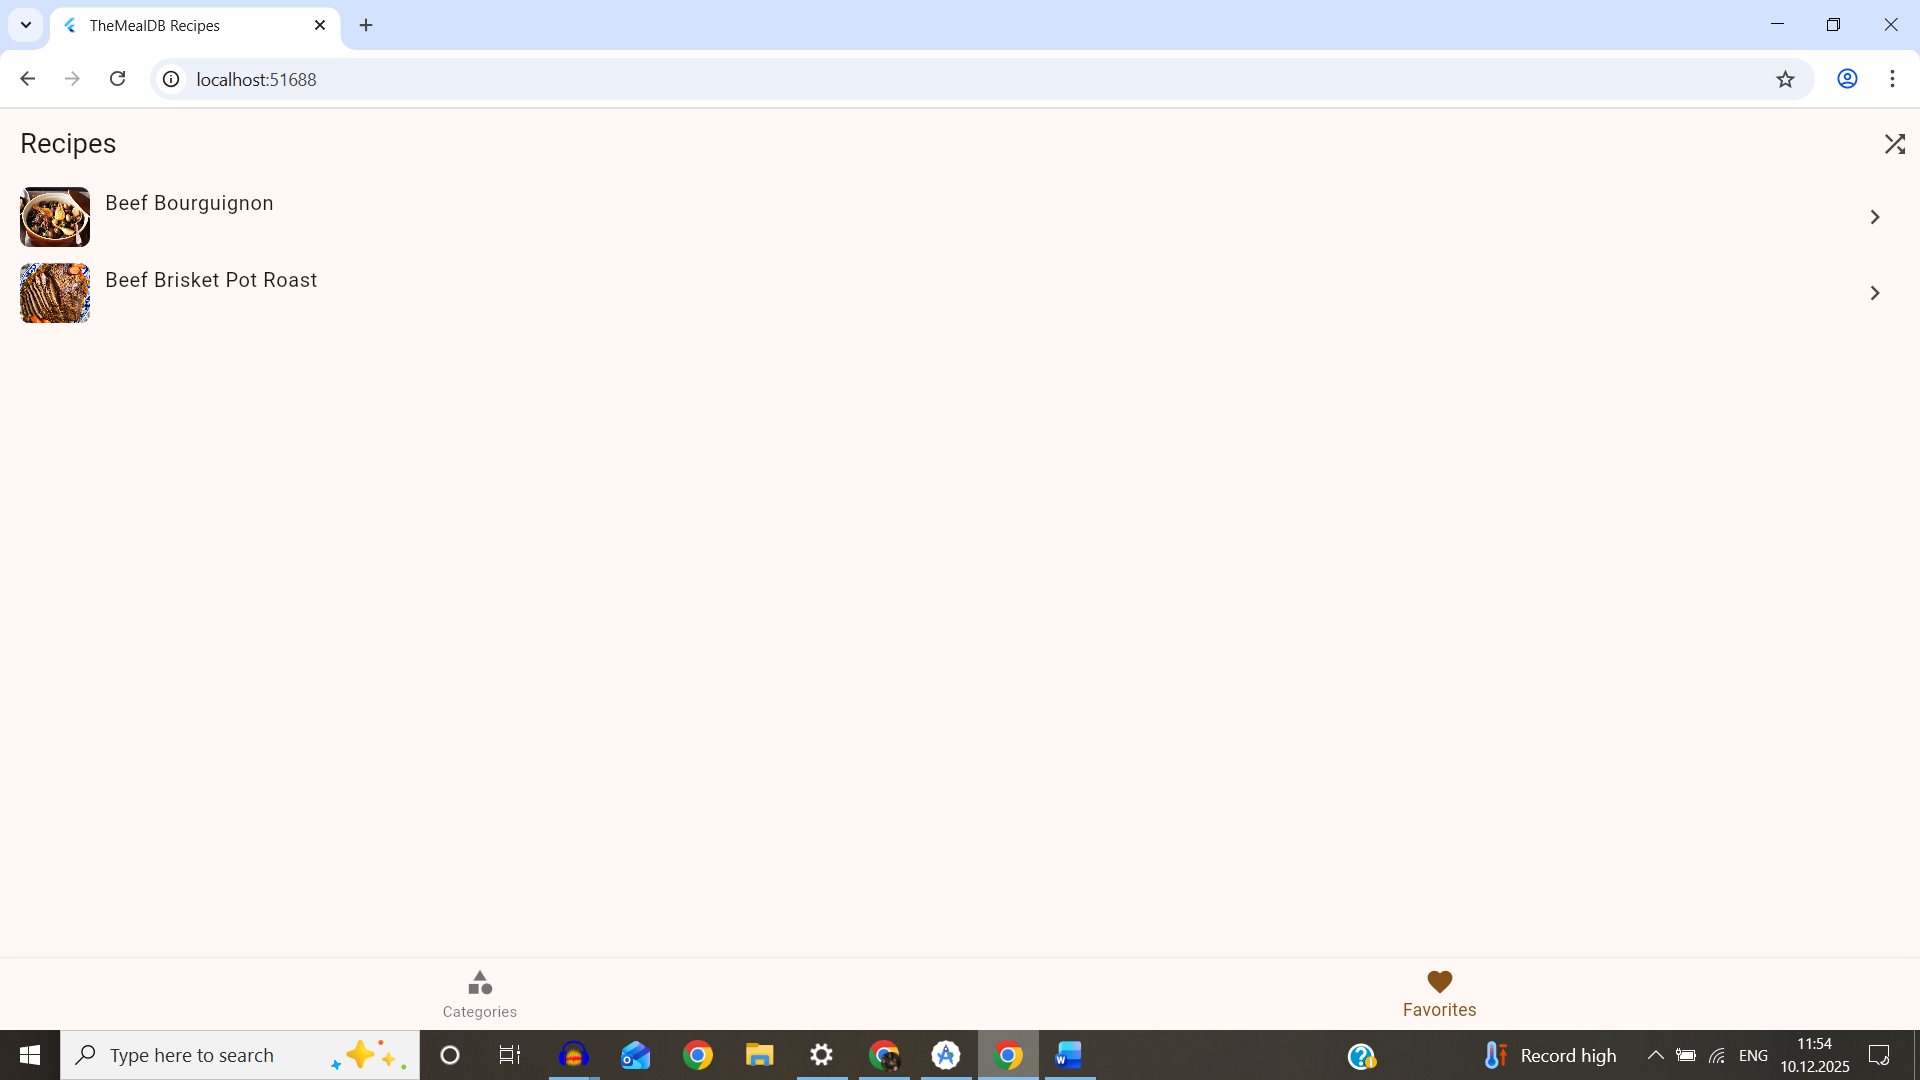 TheMealDB Recipes
localhost:51688
Recipes
Beef Bourguignon
Beef Brisket Pot Roast
Categories
Favorites
Type here to search
Record high
ENG
11:54
10.12.2025